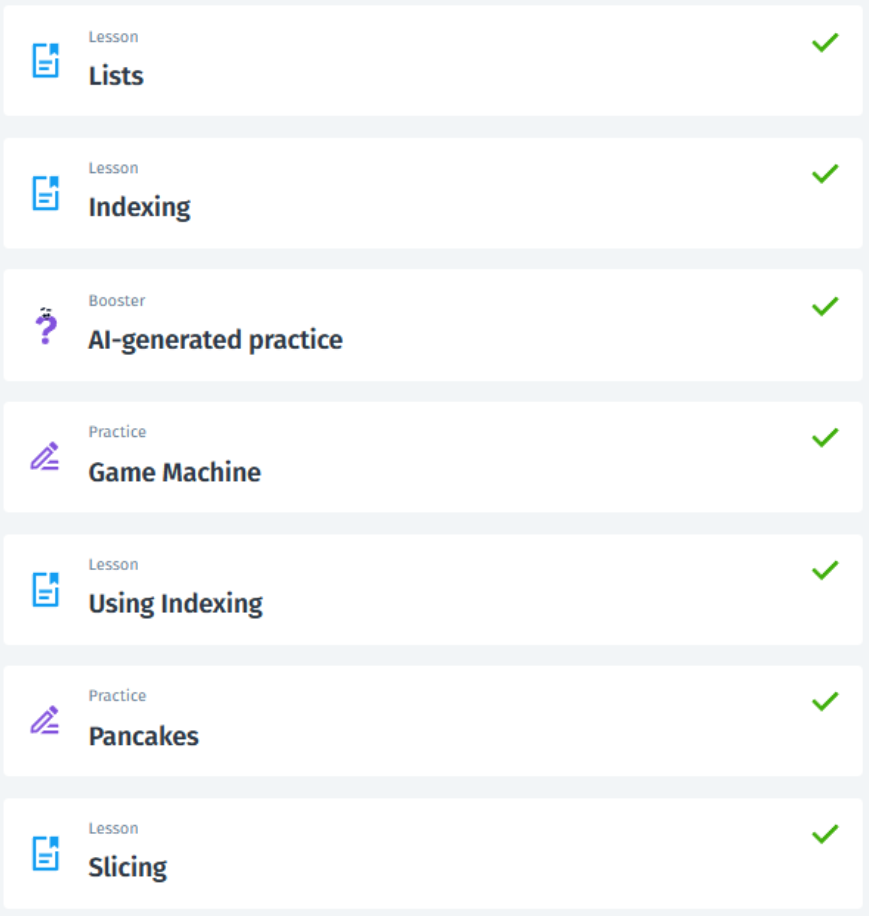 Lesson
Lists
Lesson
Indexing
Booster
AI-generated practice
Practice
Game Machine
Lesson
Using Indexing
Practice
Pancakes
Lesson
Slicing